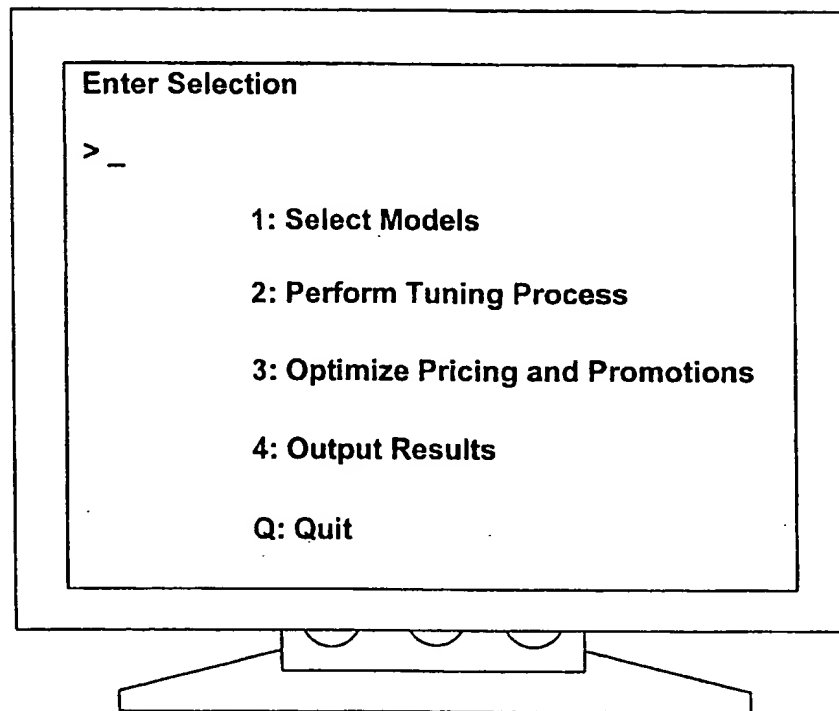 Enter Selection
> _
1: Select Models
2: Perform Tuning Process
3: Optimize Pricing and Promotions
4: Output Results
Q: Quit